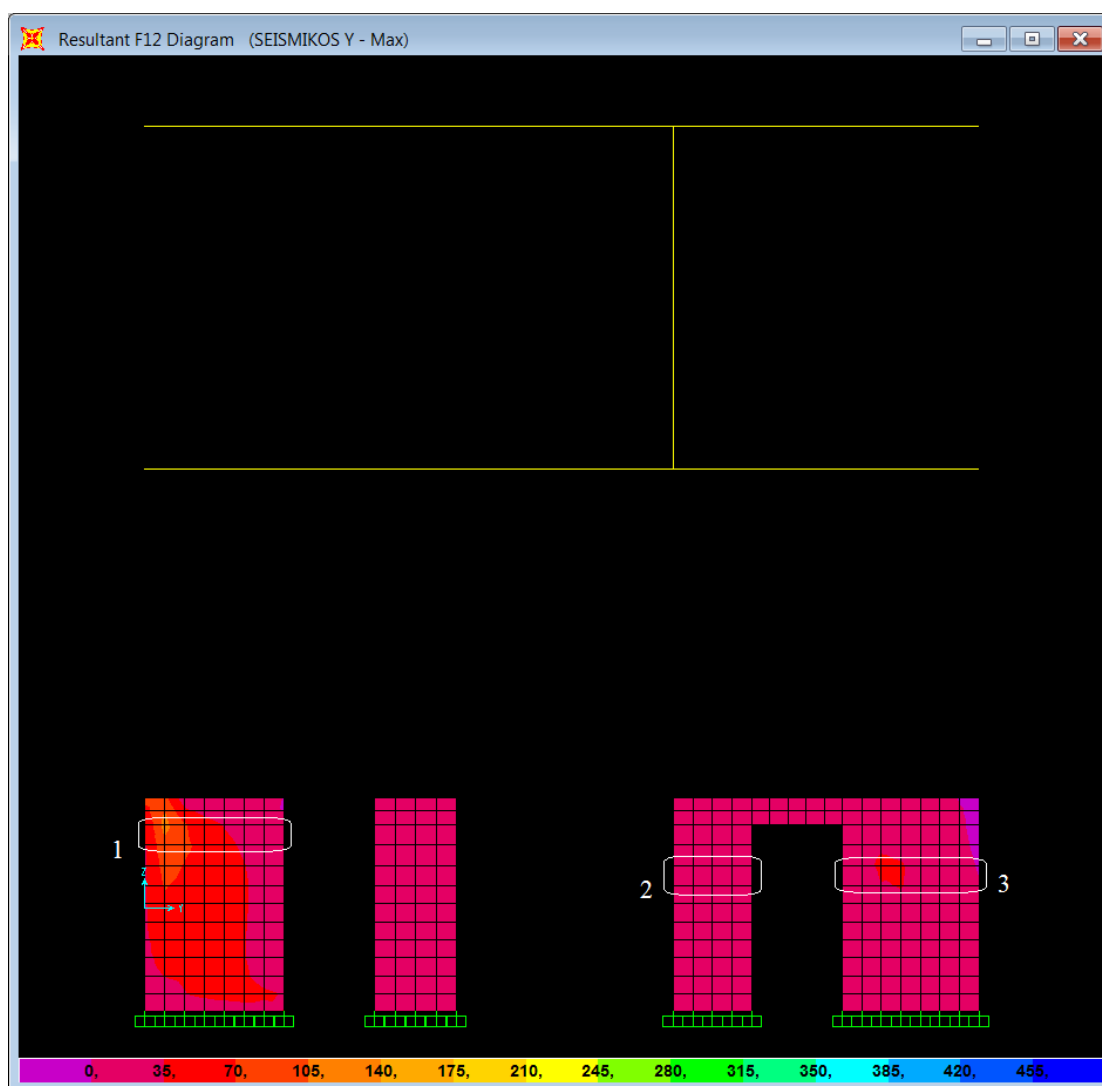 Resultant F12 Diagram (SEISMIKOS Y - Max)
1
Z
Y
2
3
0, 35, 70, 105, 140, 175, 210, 245, 280, 315, 350, 385, 420, 455,